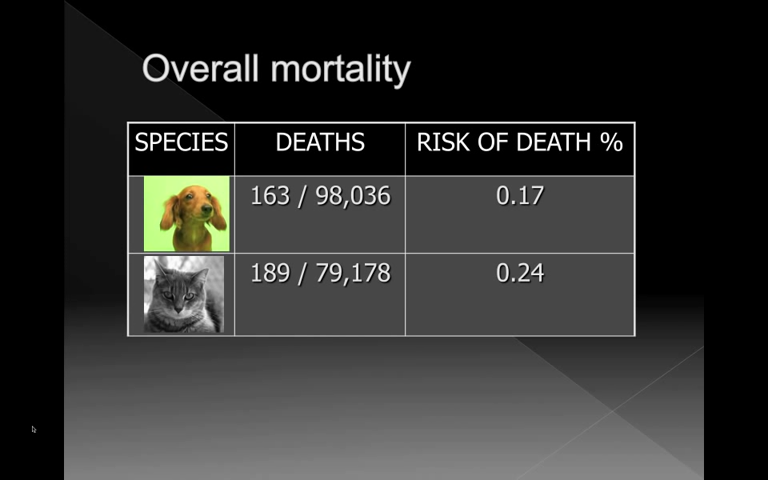 Overall mortality
SPECIES DEATHS RISK OF DEATH %
163 / 98,036 0.17
189 / 79,178 0.24